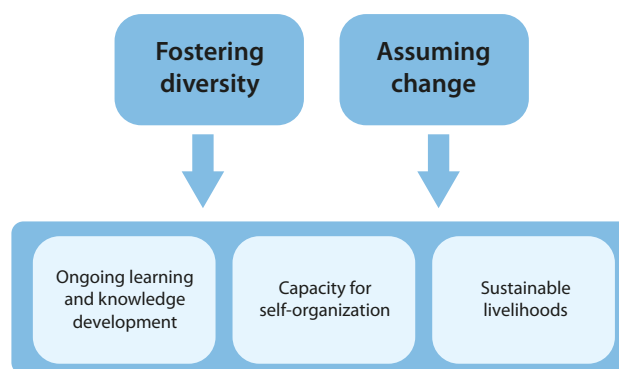 Fostering
diversity
Assuming
change
Ongoing learning
and knowledge
development
Capacity for
self-organization
Sustainable
livelihoods